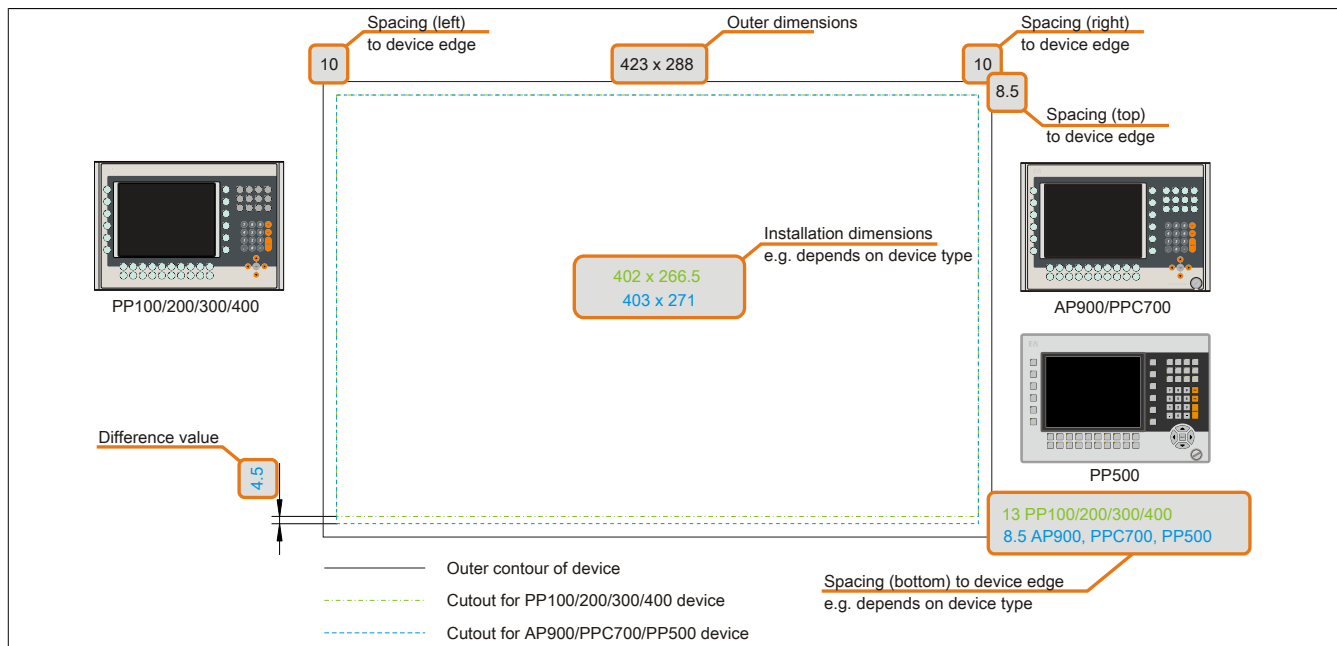 Spacing (left)
to device edge
Outer dimensions
Spacing (right)
to device edge
10
423 x 288
10
8.5
Spacing (top)
to device edge
Installation dimensions
e.g. depends on device type
402 x 266.5
403 x 271
PP100/200/300/400
AP900/PPC700
Difference value
4.5
PP500
13 PP100/200/300/400
8.5 AP900, PPC700, PP500
Outer contour of device
Spacing (bottom) to device edge
e.g. depends on device type
Cutout for PP100/200/300/400 device
Cutout for AP900/PPC700/PP500 device